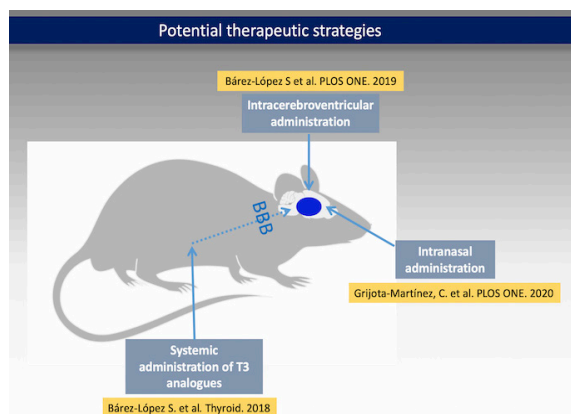 Potential therapeutic strategies
Bárez-López S et al. PLOS ONE. 2019
Intracerebroventricular
administration
BBB
Intranasal
administration
Grijota-Martínez, C. et al. PLOS ONE. 2020
Systemic
administration of T3
analogues
Bárez-López S. et al. Thyroid. 2018